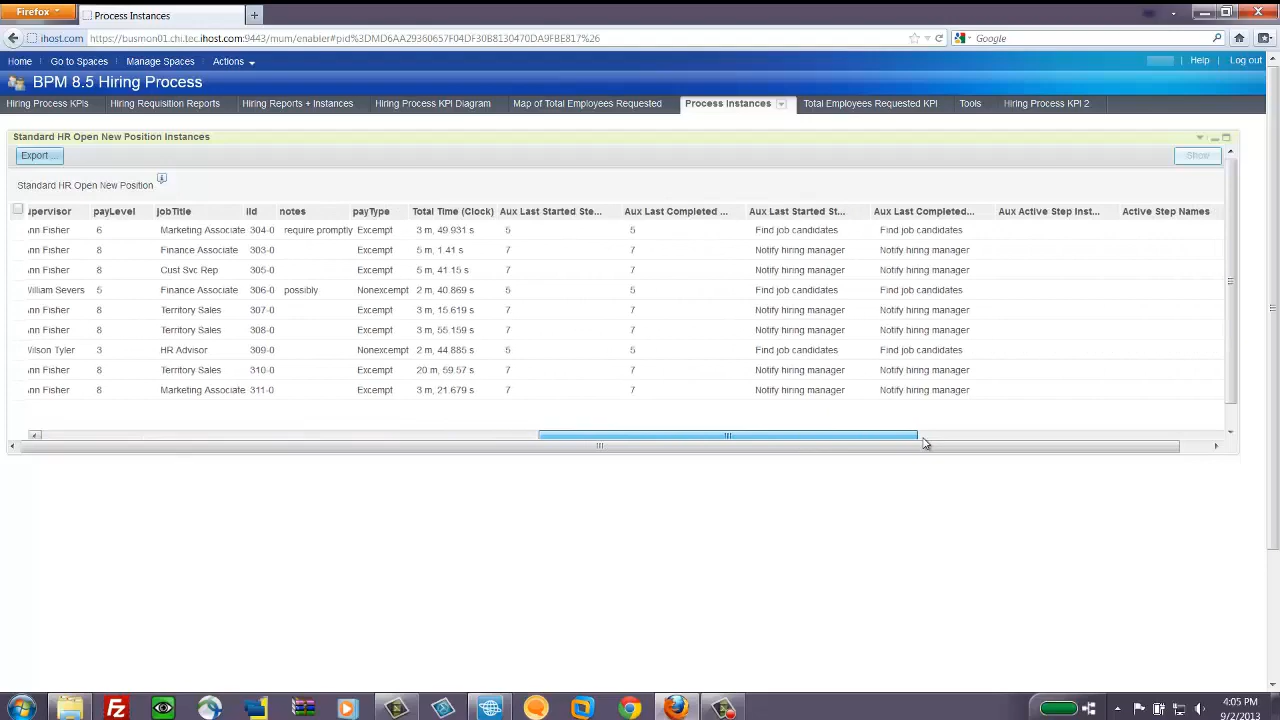 Firefox
Process Instances
ihost.com
https://busmon01.chi.tec.ihost.com:9443/mum/enabler#pid%3DMD6AA29360657F04DF30B8130470DA9FBE817%26
Google
Home Go to Spaces Manage Spaces Actions Help Log out
BPM 8.5 Hiring Process
Hiring Process KPIs Hiring Requisition Reports Hiring Reports + Instances Hiring Process KPI Diagram Map of Total Employees Requested Process Instances Total Employees Requested KPI Tools Hiring Process KPI 2
Standard HR Open New Position Instances
Export ... Show
Standard HR Open New Position
upervisor payLevel jobTitle iId notes payType Total Time (Clock) Aux Last Started Ste... Aux Last Completed ... Aux Last Started St... Aux Last Completed... Aux Active Step Inst... Active Step Names
nn Fisher 6 Marketing Associate 304-0 require promptly Excempt 3 m, 49.931 s 5 5 Find job candidates Find job candidates
nn Fisher 8 Finance Associate 303-0 Excempt 5 m, 1.41 s 7 7 Notify hiring manager Notify hiring manager
nn Fisher 8 Cust Svc Rep 305-0 Excempt 5 m, 41.15 s 7 7 Notify hiring manager Notify hiring manager
William Severs 5 Finance Associate 306-0 possibly Nonexcempt 2 m, 40.869 s 5 5 Find job candidates Find job candidates
nn Fisher 8 Territory Sales 307-0 Excempt 3 m, 15.619 s 7 7 Notify hiring manager Notify hiring manager
nn Fisher 8 Territory Sales 308-0 Excempt 3 m, 55.159 s 7 7 Notify hiring manager Notify hiring manager
Wilson Tyler 3 HR Advisor 309-0 Nonexcempt 2 m, 44.885 s 5 5 Find job candidates Find job candidates
nn Fisher 8 Territory Sales 310-0 Excempt 20 m, 59.57 s 7 7 Notify hiring manager Notify hiring manager
nn Fisher 8 Marketing Associate 311-0 Excempt 3 m, 21.679 s 7 7 Notify hiring manager Notify hiring manager
4:05 PM
9/2/2013